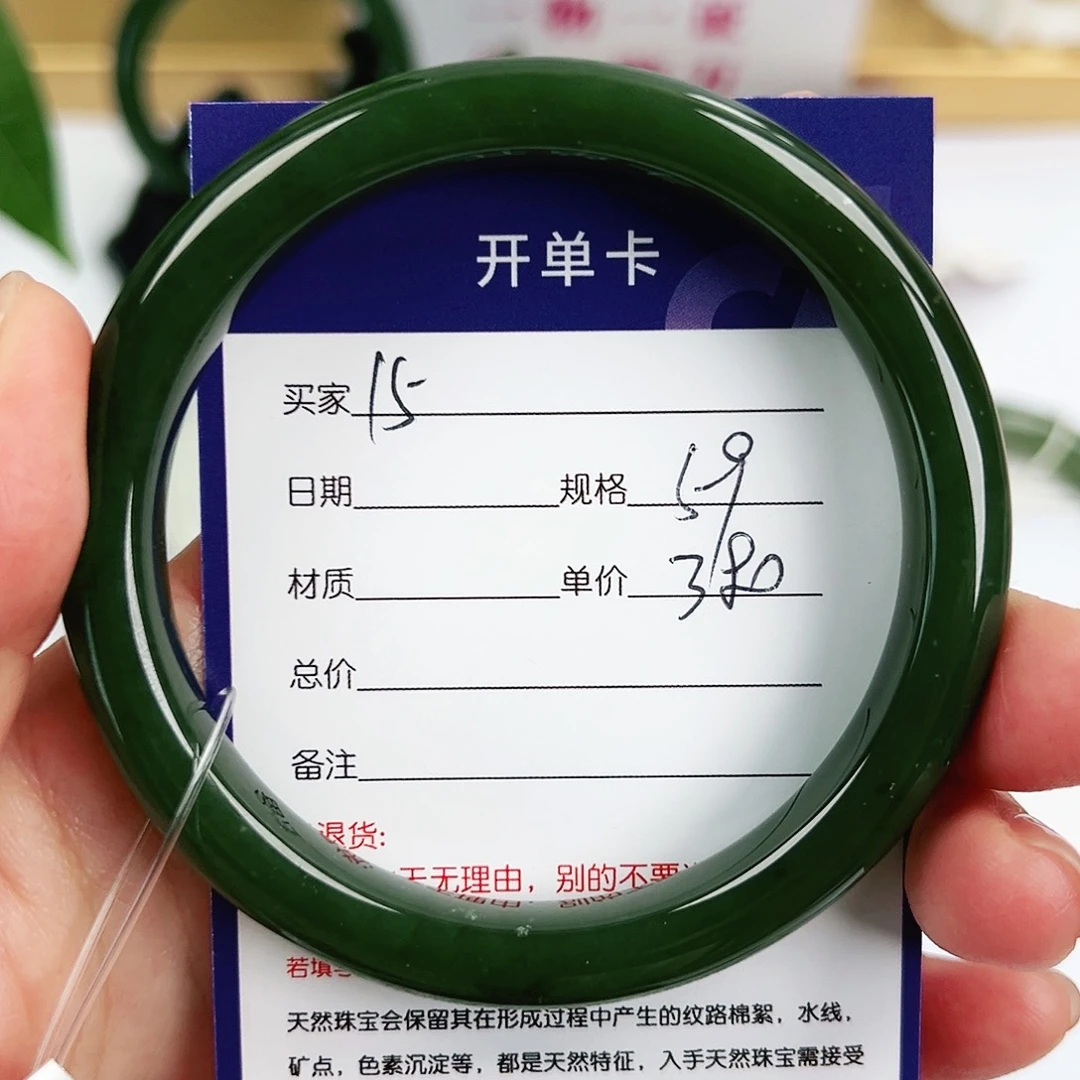 开单卡
买家 15
日期 规格 59
材质 单价 380
总价
备注
退货:
天无理由，别的不要
若填写
天然珠宝会保留其在形成过程中产生的纹路棉絮，水线，
矿点，色素沉淀等，都是天然特征，入手天然珠宝需接受